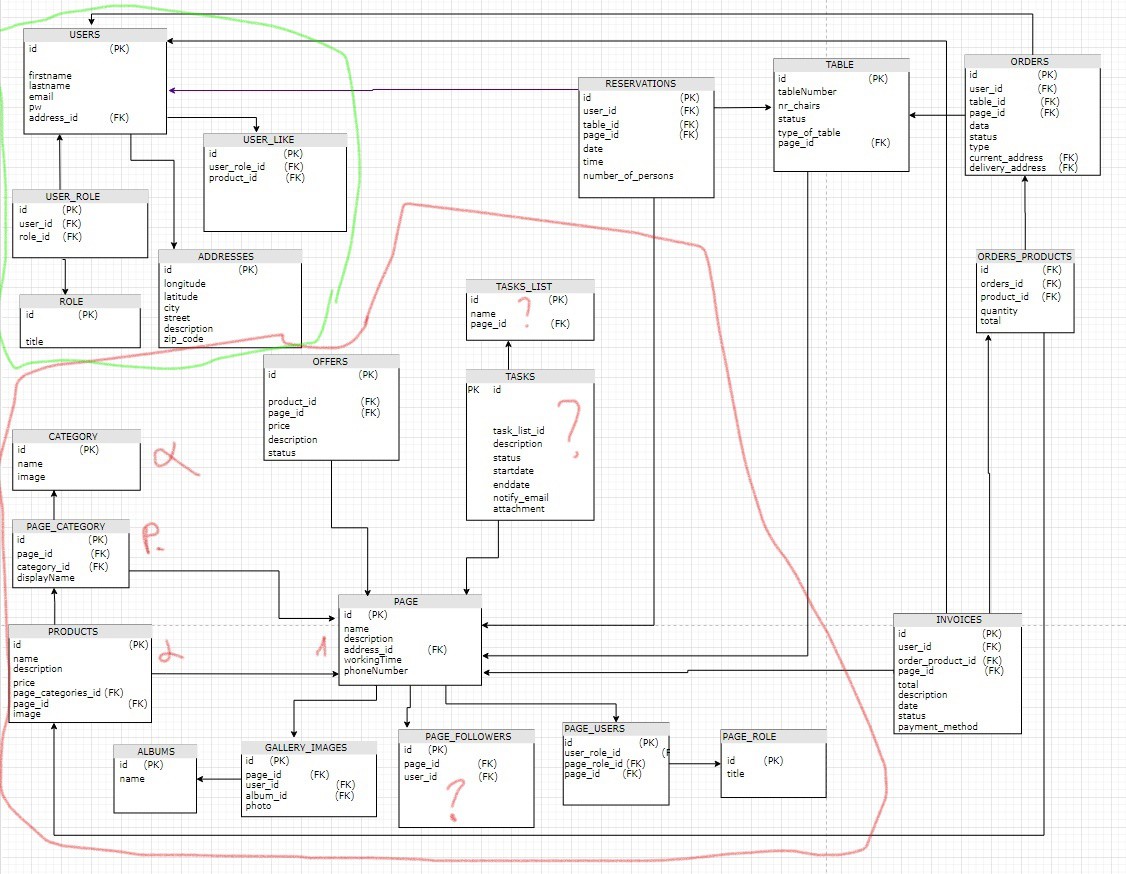 USERS
id (PK)
firstname
lastname
email
pw
address_id (FK)
USER_LIKE
id (PK)
user_role_id (FK)
product_id (FK)
USER_ROLE
id (PK)
user_id (FK)
role_id (FK)
ROLE
id (PK)
title
ADDRESSES
id (PK)
longitude
latitude
city
street
description
zip_code
RESERVATIONS
id (PK)
user_id (FK)
table_id (FK)
page_id (FK)
date
time
number_of_persons
TABLE
id (PK)
tableNumber
nr_chairs
status
type_of_table
page_id (FK)
ORDERS
id (PK)
user_id (FK)
table_id (FK)
page_id (FK)
data
status
type
current_address (FK)
delivery_address (FK)
ORDERS_PRODUCTS
id (FK)
orders_id (FK)
product_id (FK)
quantity
total
TASKS_LIST
id (PK)
name
page_id (FK)
?
OFFERS
id (PK)
product_id (FK)
page_id (FK)
price
description
status
TASKS
PK id
task_list_id
description
status
startdate
enddate
notify_email
attachment
?
CATEGORY
id (PK)
name
image
PAGE_CATEGORY
id (PK)
page_id (FK)
category_id (FK)
displayName
P.
PRODUCTS
id (PK)
name
description
price
page_categories_id (FK)
page_id (FK)
image
PAGE
id (PK)
name
description
address_id (FK)
workingTime
phoneNumber
1
INVOICES
id (PK)
user_id (FK)
order_product_id (FK)
page_id (FK)
total
description
date
status
payment_method
ALBUMS
id (PK)
name
GALLERY_IMAGES
id (PK)
page_id (FK)
user_id (FK)
album_id (FK)
photo
PAGE_FOLLOWERS
id (PK)
page_id (FK)
user_id (FK)
?
PAGE_USERS
id (PK)
user_role_id (F
page_role_id (FK)
page_id (FK)
PAGE_ROLE
id (PK)
title